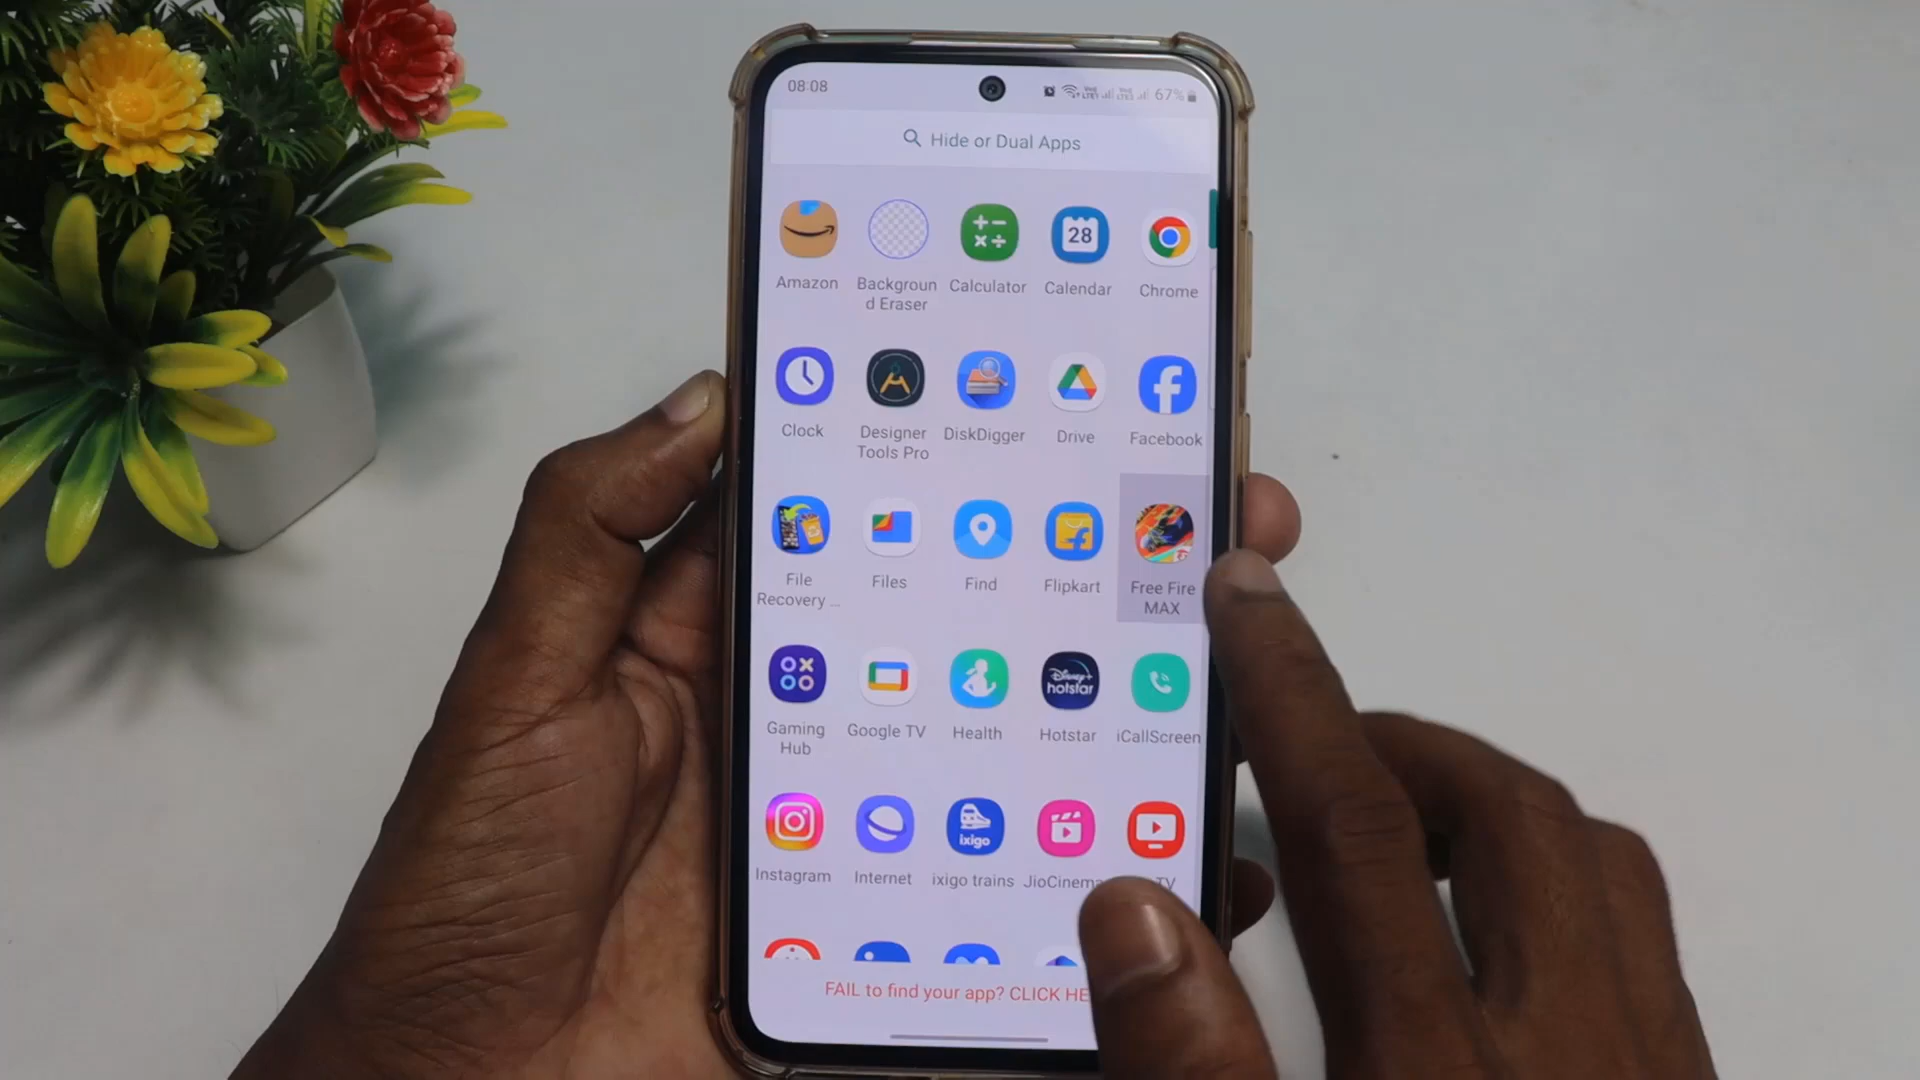 08:08
67%
Hide or Dual Apps
Amazon
Backgroun
d Eraser
Calculator
28
Calendar
Chrome
Clock
Designer
Tools Pro
DiskDigger
Drive
Facebook
File
Recovery ...
Files
Find
Flipkart
Free Fire
MAX
Gaming
Hub
Google TV
Health
Disney+
hotstar
Hotstar
iCallScreen
Instagram
Internet
ixigo
ixigo trains
JioCinema
TV
FAIL to find your app? CLICK HE